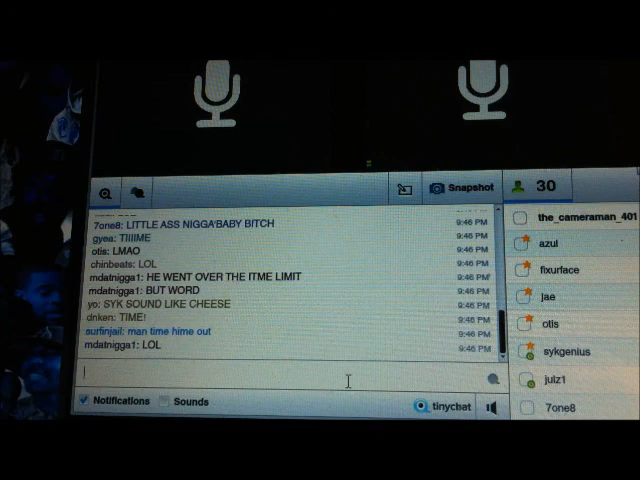 Snapshot
30
7one8: LITTLE ASS NIGGA'BABY BITCH 9:46 PM
gyea: TIIIIME 9:46 PM
otis: LMAO 9:46 PM
chinbeats: LOL 9:46 PM
mdatnigga1: HE WENT OVER THE ITME LIMIT 9:46 PM
mdatnigga1: BUT WORD 9:46 PM
yo: SYK SOUND LIKE CHEESE 9:46 PM
dnken: TIME! 9:46 PM
surfinjail: man time hime out 9:46 PM
mdatnigga1: LOL 9:46 PM
Notifications Sounds
tinychat
the_cameraman_401
azul
fixurface
jae
otis
sykgenius
julz1
7one8